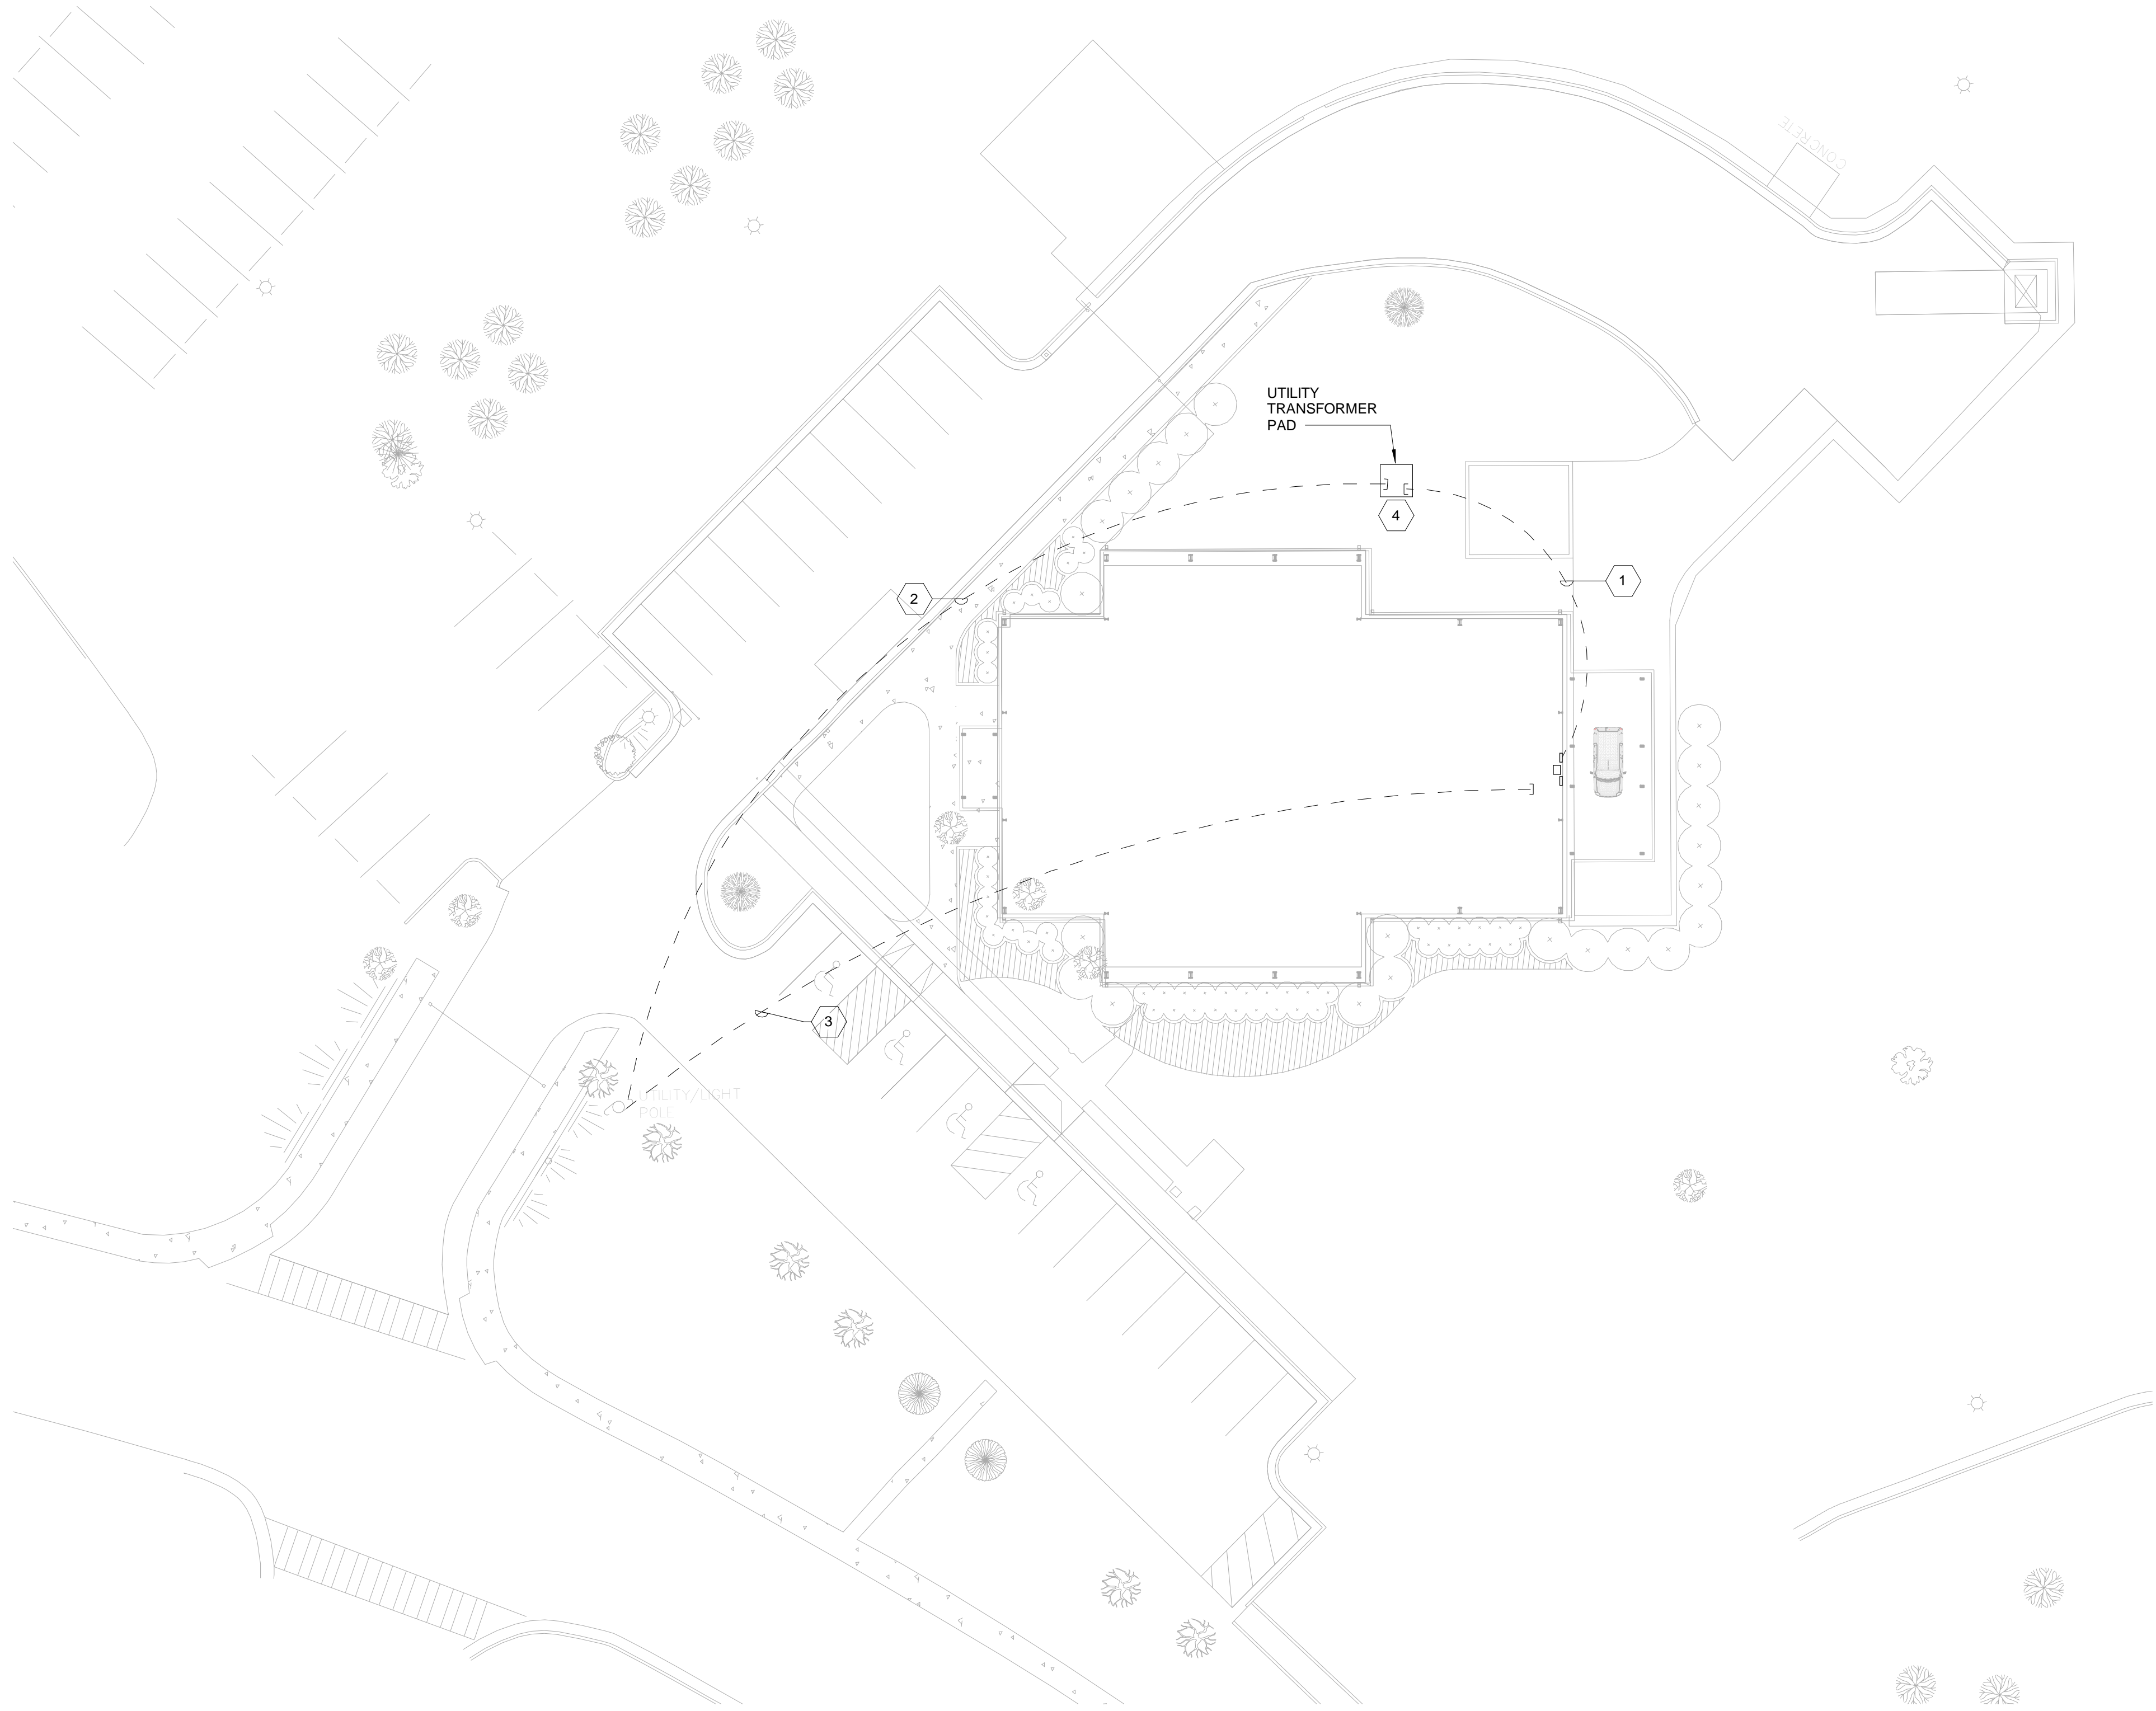 CONCRETE
UTILITY
TRANSFORMER
PAD
4
1
2
3
UTILITY/LIGHT
POLE